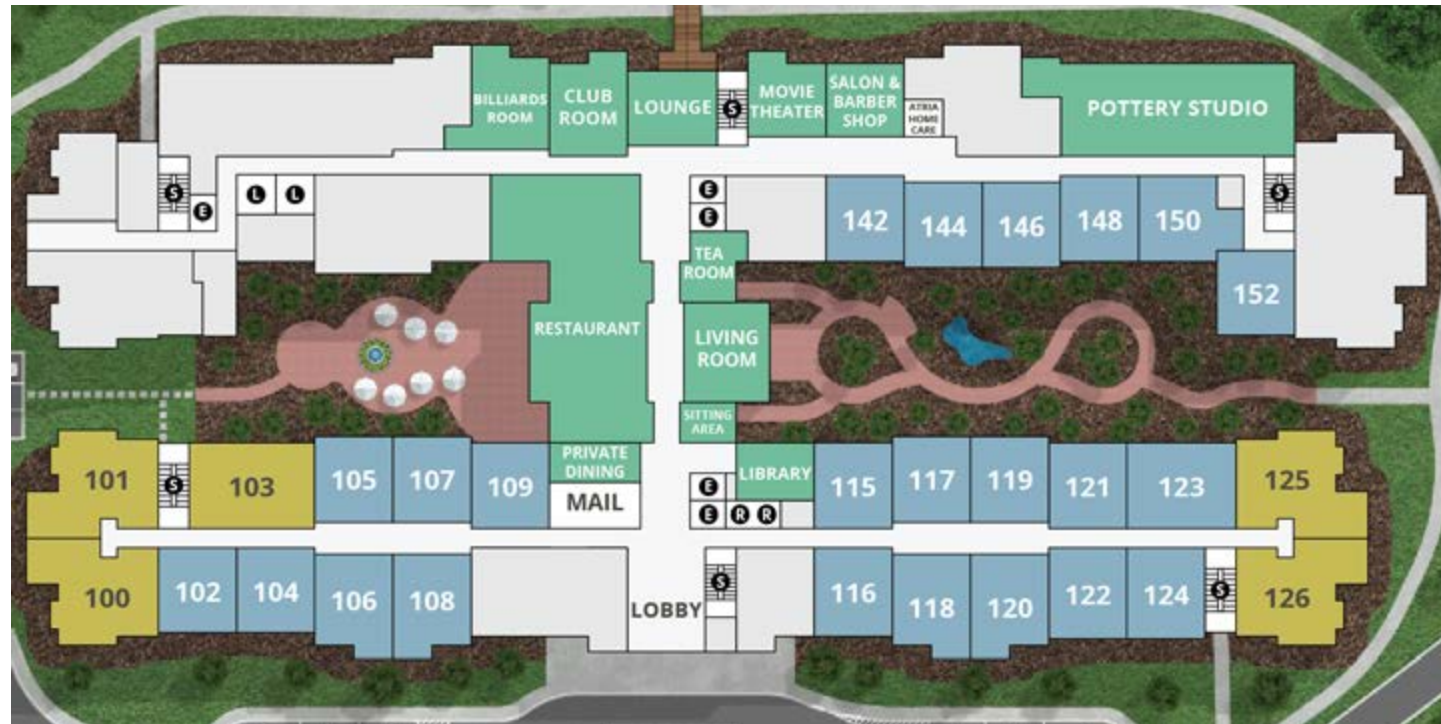 BILLIARDS
ROOM
CLUB
ROOM
LOUNGE
S
MOVIE
THEATER
SALON &
BARBER
SHOP
ATRIA
HOME
CARE
POTTERY STUDIO
S
E
L
L
E
E
S
142
144
146
148
150
152
TEA
ROOM
RESTAURANT
LIVING
ROOM
SITTING
AREA
101
S
103
105
107
109
PRIVATE
DINING
MAIL
E
E
R
R
LIBRARY
115
117
119
121
123
125
100
102
104
106
108
LOBBY
S
116
118
120
122
124
S
126